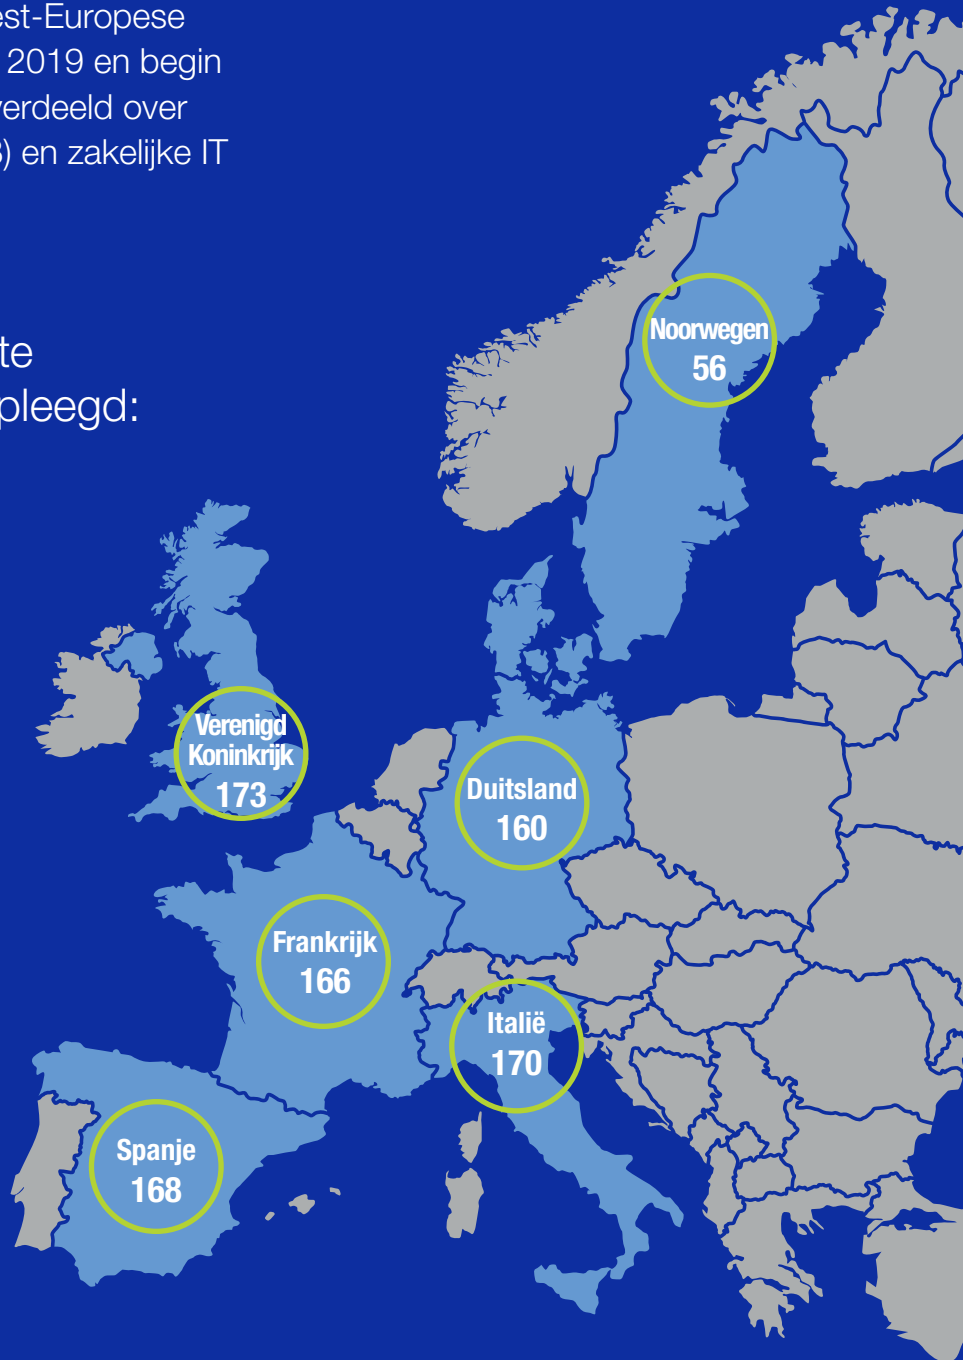 est-Europese
2019 en begin
verdeeld over
) en zakelijke IT
te
pleegd:
Noorwegen
56
Verenigd
Koninkrijk
173
Duitsland
160
Frankrijk
166
Italië
170
Spanje
168